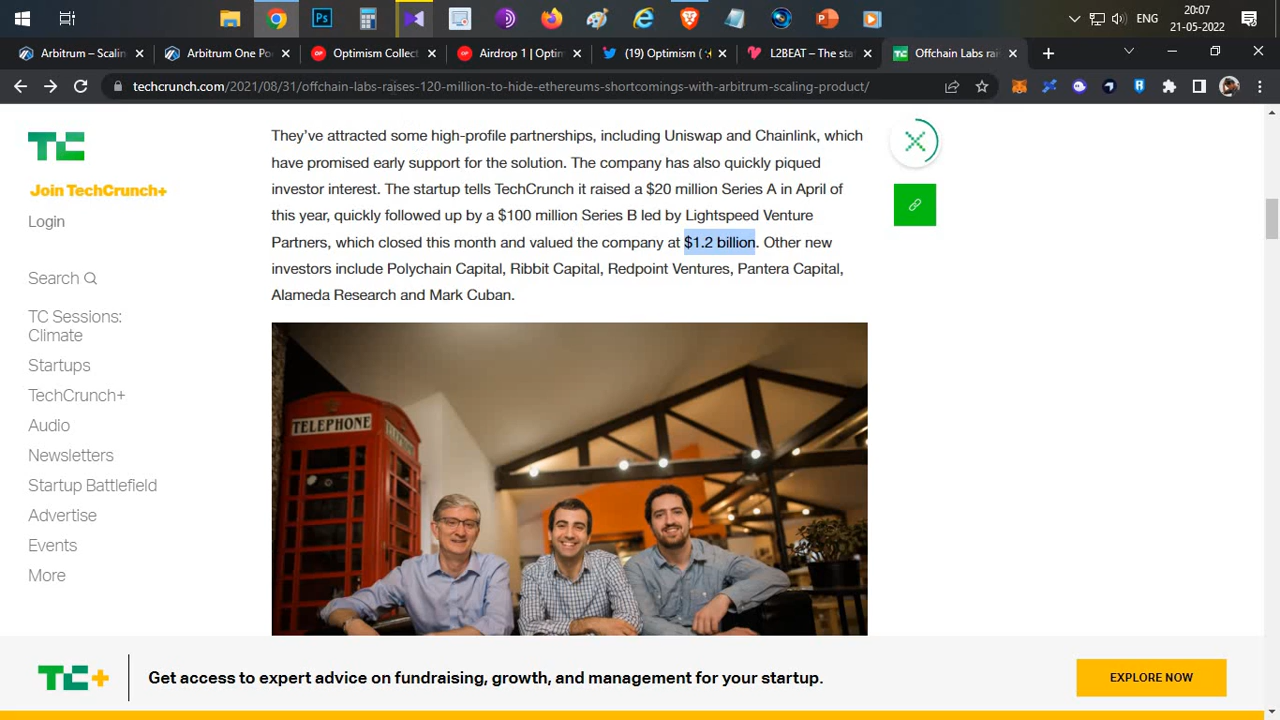 20:07
ENG
21-05-2022
Arbitrum – Scalin
Arbitrum One Po
Optimism Collect
Airdrop 1 | Optim
(19) Optimism (
L2BEAT – The sta
Offchain Labs rai
techcrunch.com/2021/08/31/offchain-labs-raises-120-million-to-hide-ethereums-shortcomings-with-arbitrum-scaling-product/
TC
Join TechCrunch+
Login
Search
TC Sessions:
Climate
Startups
TechCrunch+
Audio
Newsletters
Startup Battlefield
Advertise
Events
More
They’ve attracted some high-profile partnerships, including Uniswap and Chainlink, which
have promised early support for the solution. The company has also quickly piqued
investor interest. The startup tells TechCrunch it raised a $20 million Series A in April of
this year, quickly followed up by a $100 million Series B led by Lightspeed Venture
Partners, which closed this month and valued the company at $1.2 billion. Other new
investors include Polychain Capital, Ribbit Capital, Redpoint Ventures, Pantera Capital,
Alameda Research and Mark Cuban.
TELEPHONE
TC+
Get access to expert advice on fundraising, growth, and management for your startup.
EXPLORE NOW